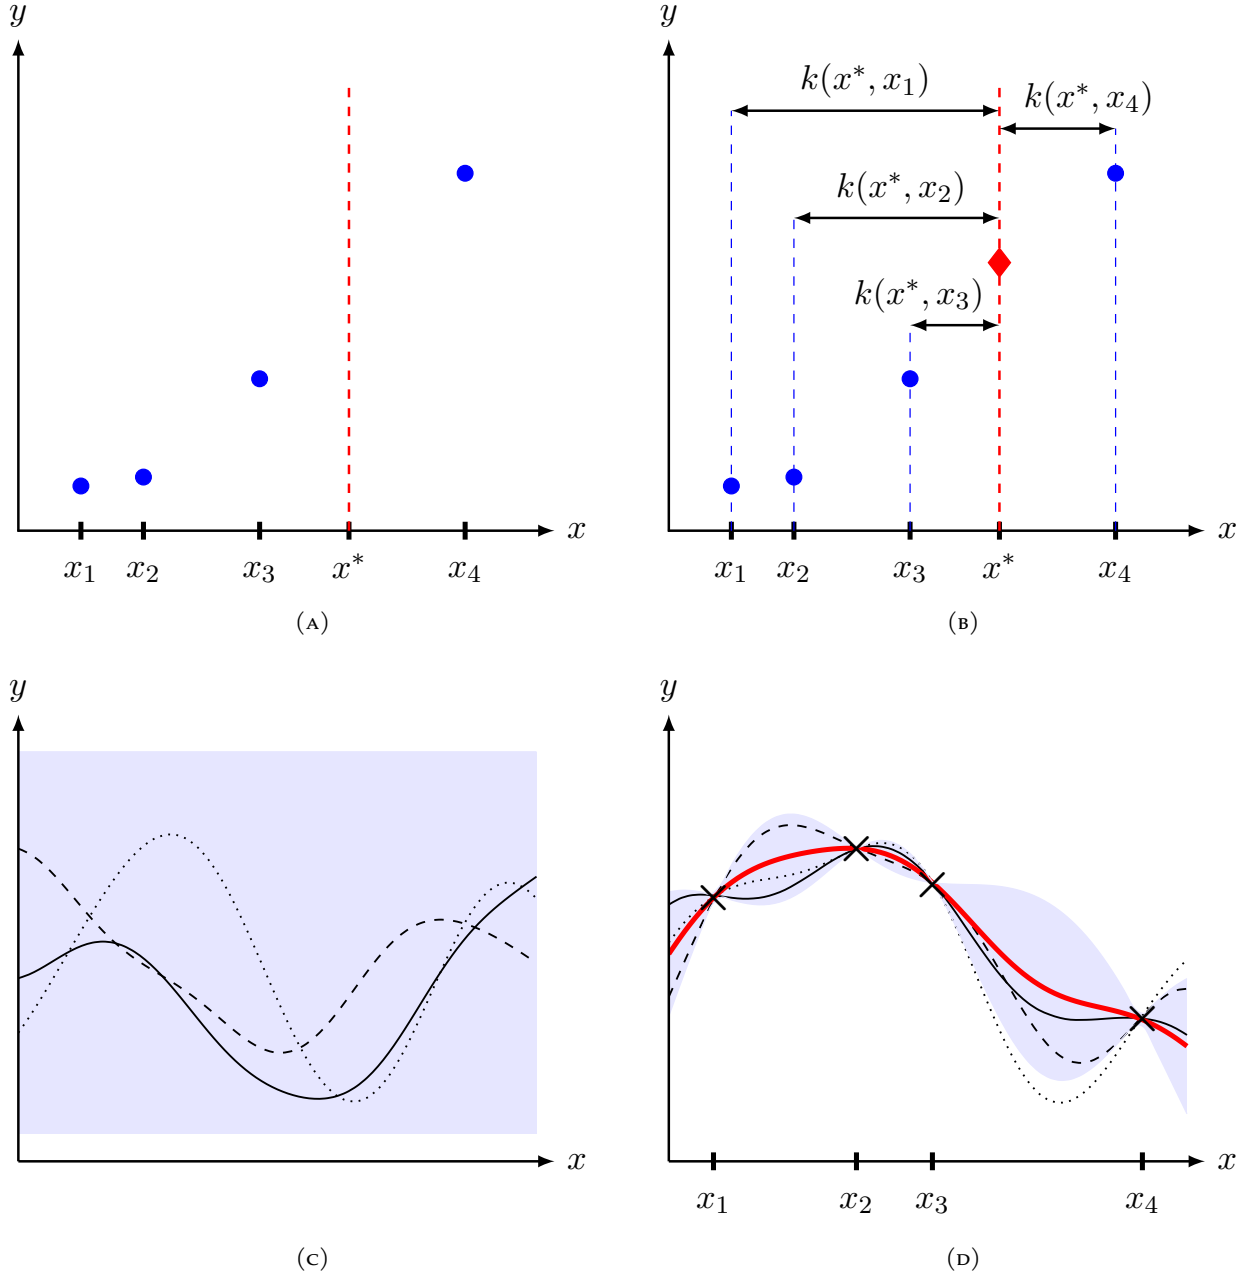 y
x
x₁ x₂ x₃ x* x₄
(A)
y
k(x*, x₁)
k(x*, x₄)
k(x*, x₂)
k(x*, x₃)
x
x₁ x₂ x₃ x* x₄
(B)
y
x
(C)
y
x
x₁ x₂ x₃ x₄
(D)